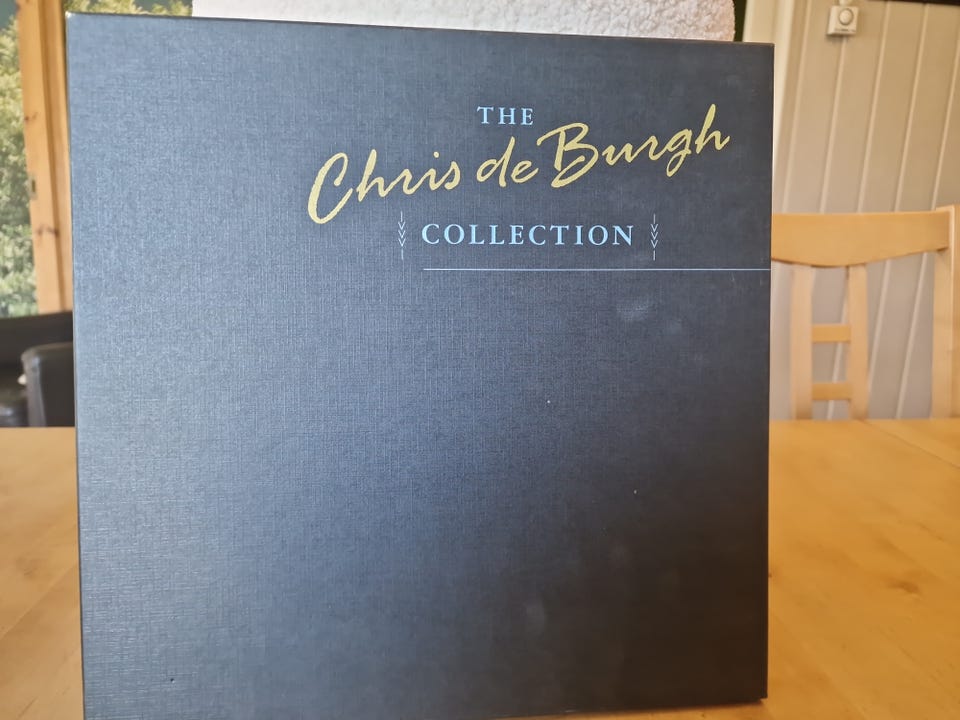 THE
Chris de Burgh
COLLECTION